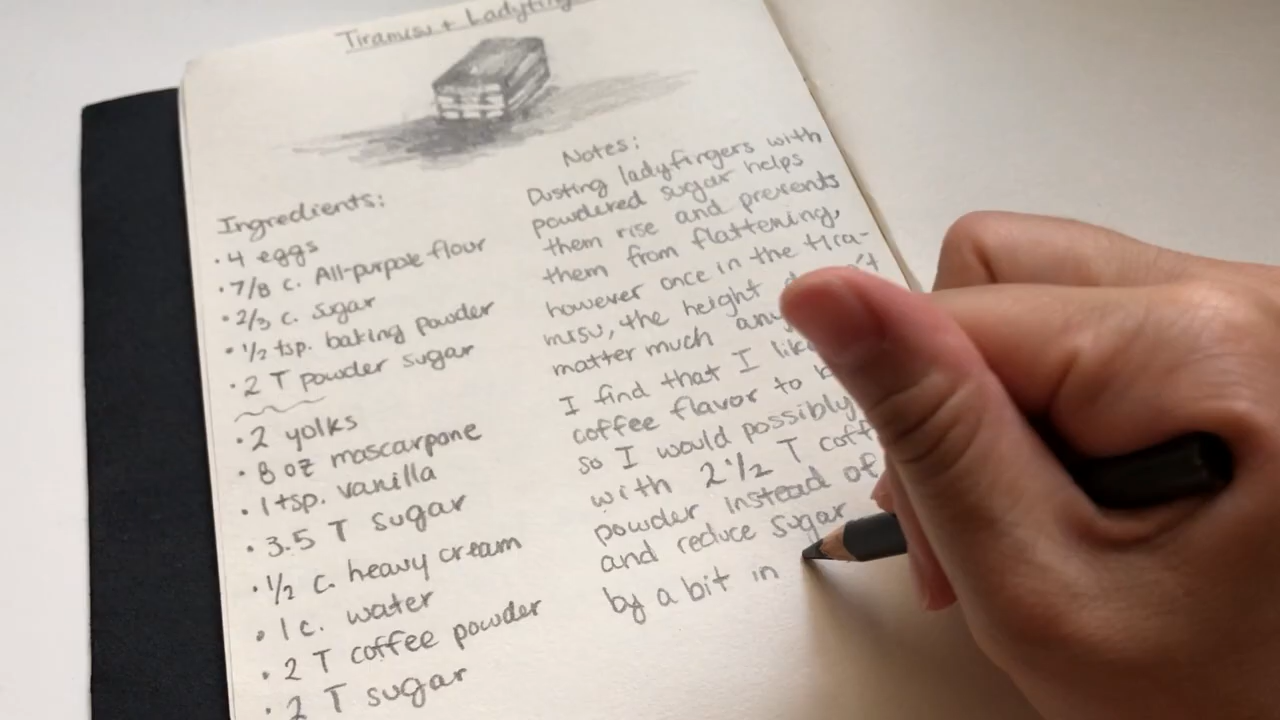 Tiramisu + Ladyfing
Ingredients:
• 4 eggs
• 7/8 c. All-purpose flour
• 2/3 c. sugar
• 1/2 tsp. baking powder
• 2 T powder sugar
• 2 yolks
• 8 oz mascarpone
• 1 tsp. vanilla
• 3.5 T sugar
• 1/2 c. heavy cream
• 1 c. water
• 2 T coffee powder
• 2 T sugar
Notes:
Dusting ladyfingers with
powdered sugar helps
them rise and prevents
them from flattening,
however once in the tira-
misu, the height
matter much
I find that I like
coffee flavor to
so I would possibly
with 2 1/2 T coff
powder instead of
and reduce sugar
by a bit in